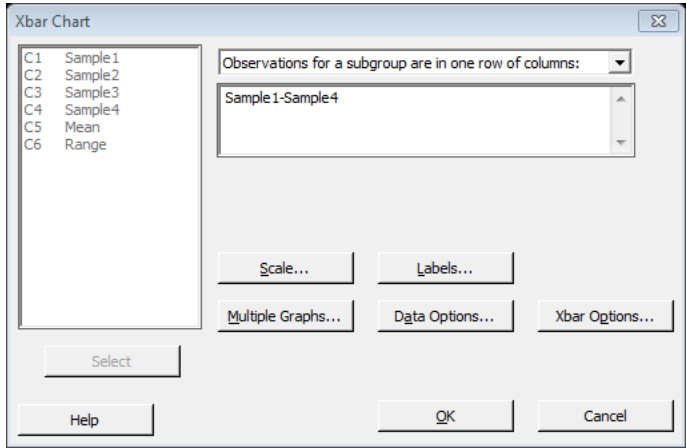 Xbar Chart
C1 Sample1
C2 Sample2
C3 Sample3
C4 Sample4
C5 Mean
C6 Range
Observations for a subgroup are in one row of columns:
Sample1-Sample4
Scale...
Labels...
Multiple Graphs...
Data Options...
Xbar Options...
Select
Help
OK
Cancel